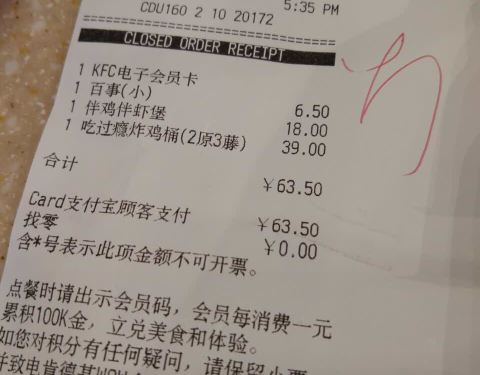 5:35 PM
CDU160 2 10 20172
CLOSED ORDER RECEIPT
1 KFC电子会员卡
1 百事(小) 6.50
1 伴鸡伴虾堡 18.00
1 吃过瘾炸鸡桶(2原3藤) 39.00
合计 ￥63.50
Card支付宝顾客支付 ￥63.50
找零 ￥0.00
含*号表示此项金额不可开票。
点餐时请出示会员码，会员每消费一元
累积100K金，立兑美食和体验。
如您对积分有任何疑问，请保留小票
并致电肯德基